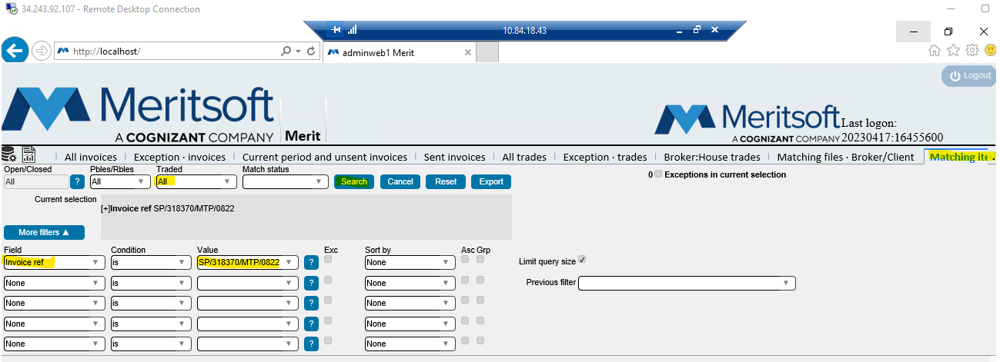 34.243.92.107 - Remote Desktop Connection
10.84.18.43
http://localhost/
adminweb1 Merit
Logout
Meritsoft
A COGNIZANT COMPANY
Merit
Meritsoft
A COGNIZANT COMPANY
Last logon:
20230417:16455600
All invoices Exception · invoices Current period and unsent invoices Sent invoices All trades Exception · trades Broker:House trades Matching files · Broker/Client Matching ite
Open/Closed Pbles/Rbles Traded Match status
All ? All All Search Cancel Reset Export 0 Exceptions in current selection
Current selection
[+]Invoice ref SP/318370/MTP/0822
More filters ▲
Field Condition Value Exc Sort by Asc Grp
Invoice ref is SP/318370/MTP/0822 ? None Limit query size
None is ? None Previous filter
None is ? None
None is ? None
None is ? None